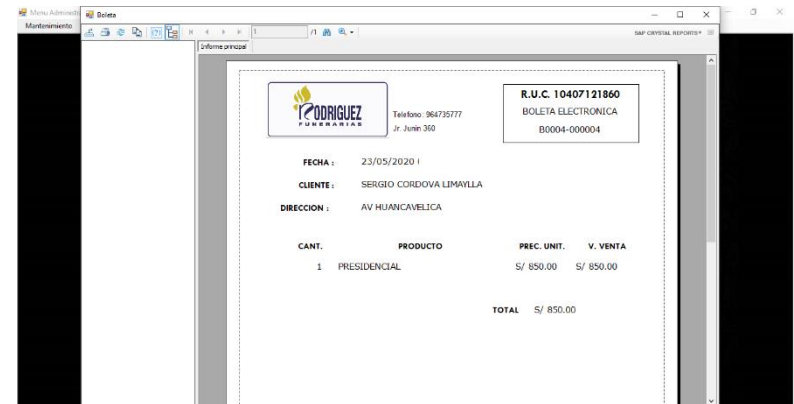 Menu Administ
Boleta
Mantenimiento
1 /1
SAP CRYSTAL REPORTS®
Informe principal
RODRIGUEZ
FUNERARIAS
Telefono: 964735777
Jr. Junin 360
R.U.C. 10407121860
BOLETA ELECTRONICA
B0004-000004
FECHA : 23/05/2020
CLIENTE : SERGIO CORDOVA LIMAYLLA
DIRECCION : AV HUANCAVELICA
CANT. PRODUCTO PREC. UNIT. V. VENTA
1 PRESIDENCIAL S/ 850.00 S/ 850.00
TOTAL S/ 850.00